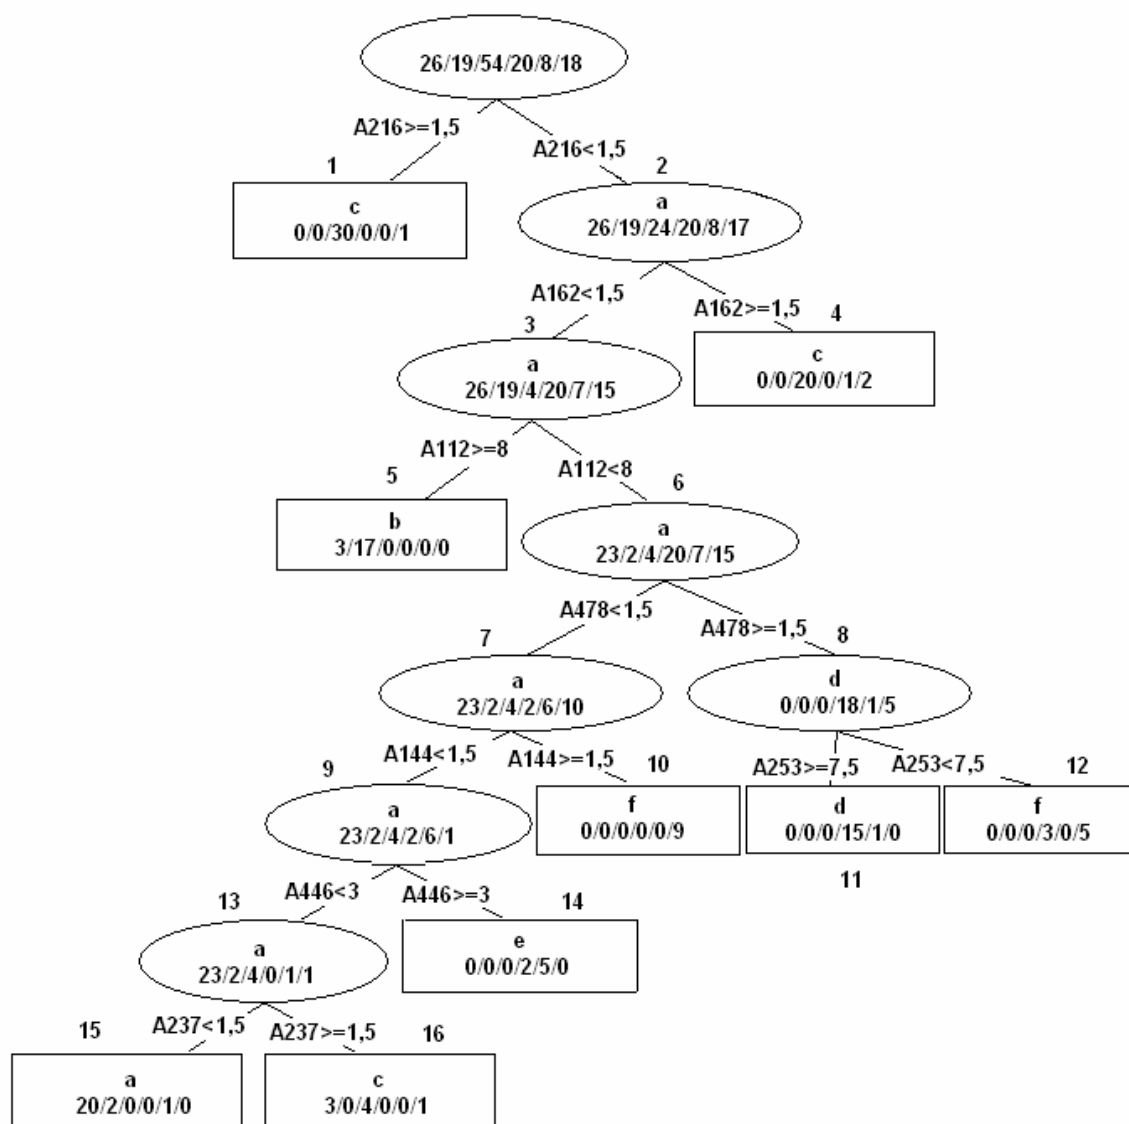 26/19/54/20/8/18
A216>=1,5
A216<1,5
1
2
c
0/0/30/0/0/1
a
26/19/24/20/8/17
A162<1,5
A162>=1,5
3
4
a
26/19/4/20/7/15
c
0/0/20/0/1/2
A112>=8
A112<8
5
6
b
3/17/0/0/0/0
a
23/2/4/20/7/15
A478<1,5
A478>=1,5
7
8
a
23/2/4/2/6/10
d
0/0/0/18/1/5
A144<1,5
A144>=1,5
A253>=7,5
A253<7,5
9
10
12
a
23/2/4/2/6/1
f
0/0/0/0/0/9
d
0/0/0/15/1/0
f
0/0/0/3/0/5
11
A446<3
A446>=3
13
14
a
23/2/4/0/1/1
e
0/0/0/2/5/0
A237<1,5
A237>=1,5
15
16
a
20/2/0/0/1/0
c
3/0/4/0/0/1